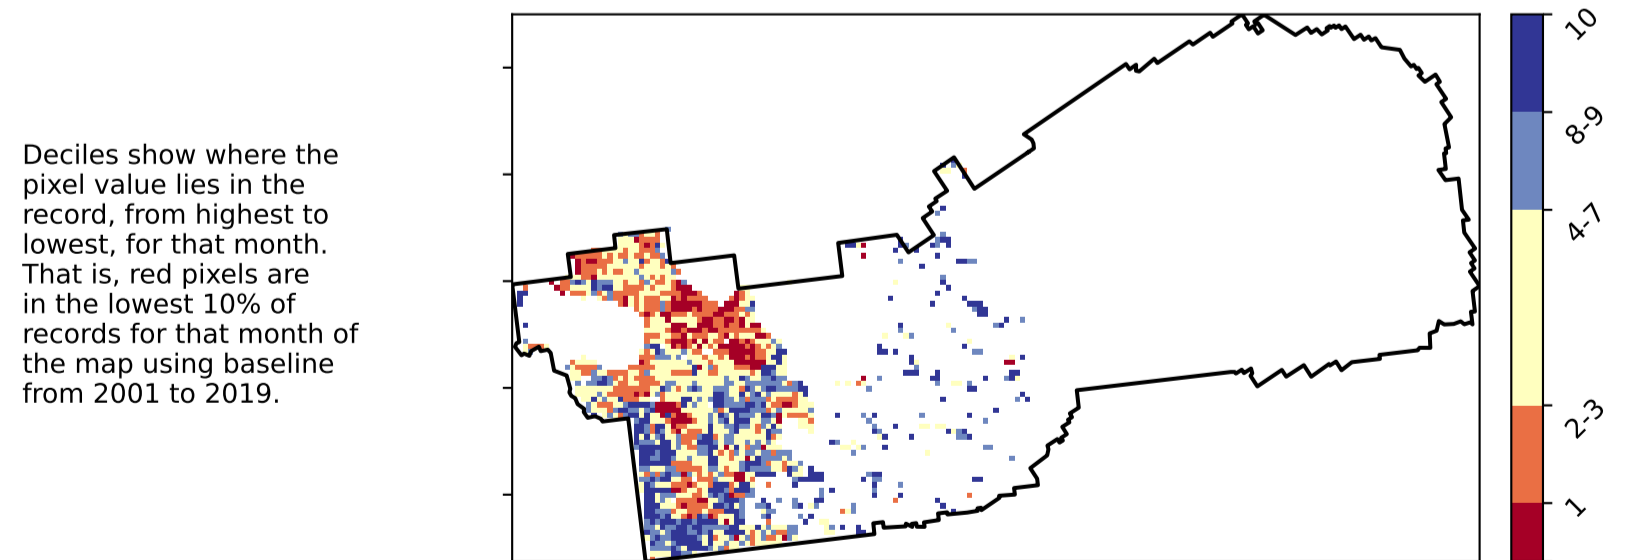 Deciles show where the
pixel value lies in the
record, from highest to
lowest, for that month.
That is, red pixels are
in the lowest 10% of
records for that month of
the map using baseline
from 2001 to 2019.
10
8-9
4-7
2-3
1